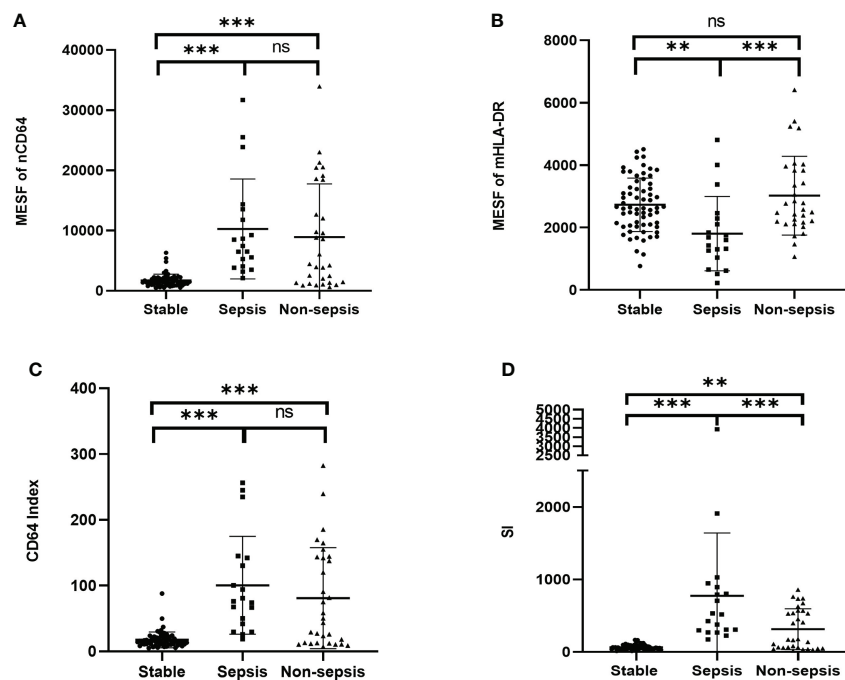 A
***
***
ns
40000
30000
20000
10000
0
MESF of nCD64
Stable
Sepsis
Non-sepsis
B
ns
**
***
8000
6000
4000
2000
0
MESF of mHLA-DR
Stable
Sepsis
Non-sepsis
C
***
***
ns
400
300
200
100
0
CD64 Index
Stable
Sepsis
Non-sepsis
D
**
***
***
5000
4500
4000
3500
3000
2500
2000
1000
0
SI
Stable
Sepsis
Non-sepsis